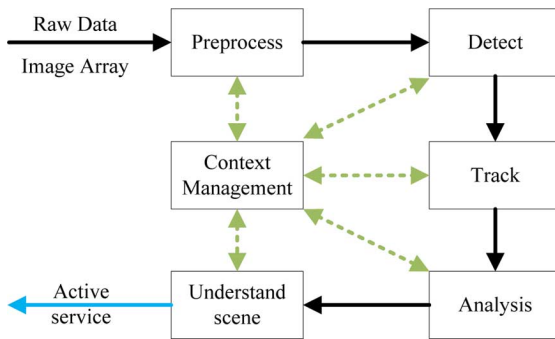 Raw Data
Image Array
Preprocess
Detect
Context
Management
Track
Active
service
Understand
scene
Analysis